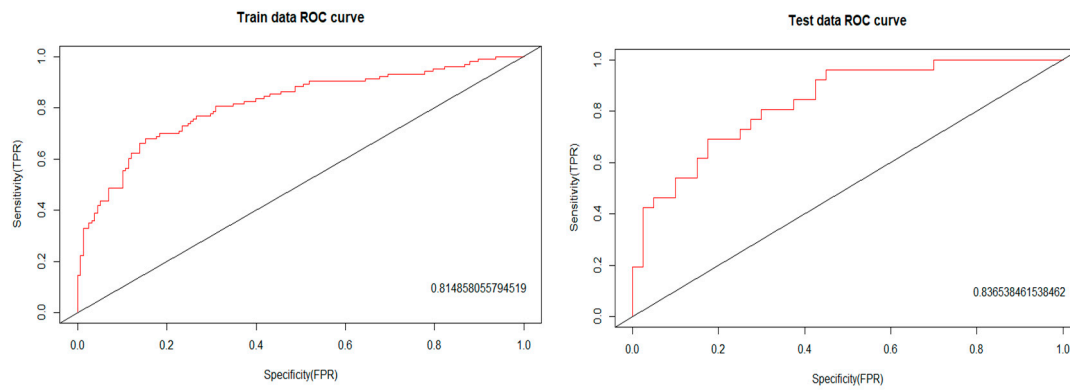 Train data ROC curve
1.0
0.8
0.6
0.4
0.2
0.0
Sensitivity(TPR)
0.814858055794519
0.0 0.2 0.4 0.6 0.8 1.0
Specificity(FPR)
Test data ROC curve
1.0
0.8
0.6
0.4
0.2
0.0
Sensitivity(TPR)
0.836538461538462
0.0 0.2 0.4 0.6 0.8 1.0
Specificity(FPR)